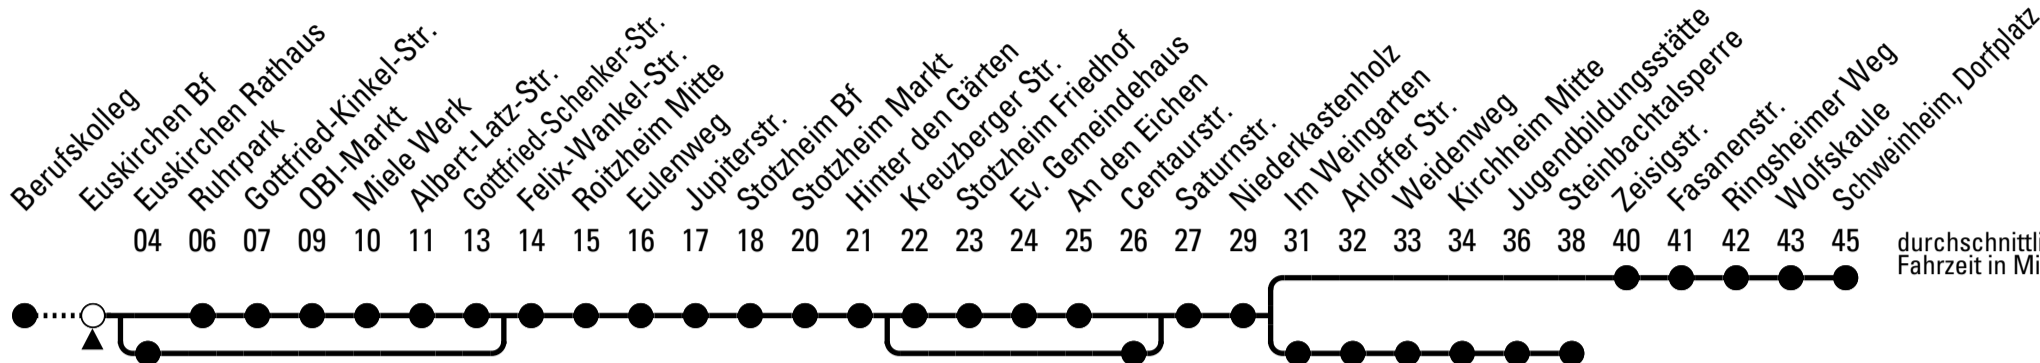 Berufskolleg
Euskirchen Bf
Euskirchen Rathaus
Ruhrpark
Gottfried-Kinkel-Str.
OBI-Markt
Miele Werk
Albert-Latz-Str.
Gottfried-Schenker-Str.
Felix-Wankel-Str.
Roitzheim Mitte
Eulenweg
Jupiterstr.
Stotzheim Bf
Stotzheim Markt
Hinter den Gärten
Kreuzberger Str.
Stotzheim Friedhof
Ev. Gemeindehaus
An den Eichen
Centaurstr.
Saturnstr.
Niederkastenholz
Im Weingarten
Arloffer Str.
Weidenweg
Kirchheim Mitte
Jugendbildungsstätte
Steinbachtalsperre
Zeisigstr.
Fasanenstr.
Ringsheimer Weg
Wolfskaule
Schweinheim, Dorfplatz
04 06 07 09 10 11 13 14 15 16 17 18 20 21 22 23 24 25 26 27 29 31 32 33 34 36 38 40 41 42 43 45
durchschnittli
Fahrzeit in Mi